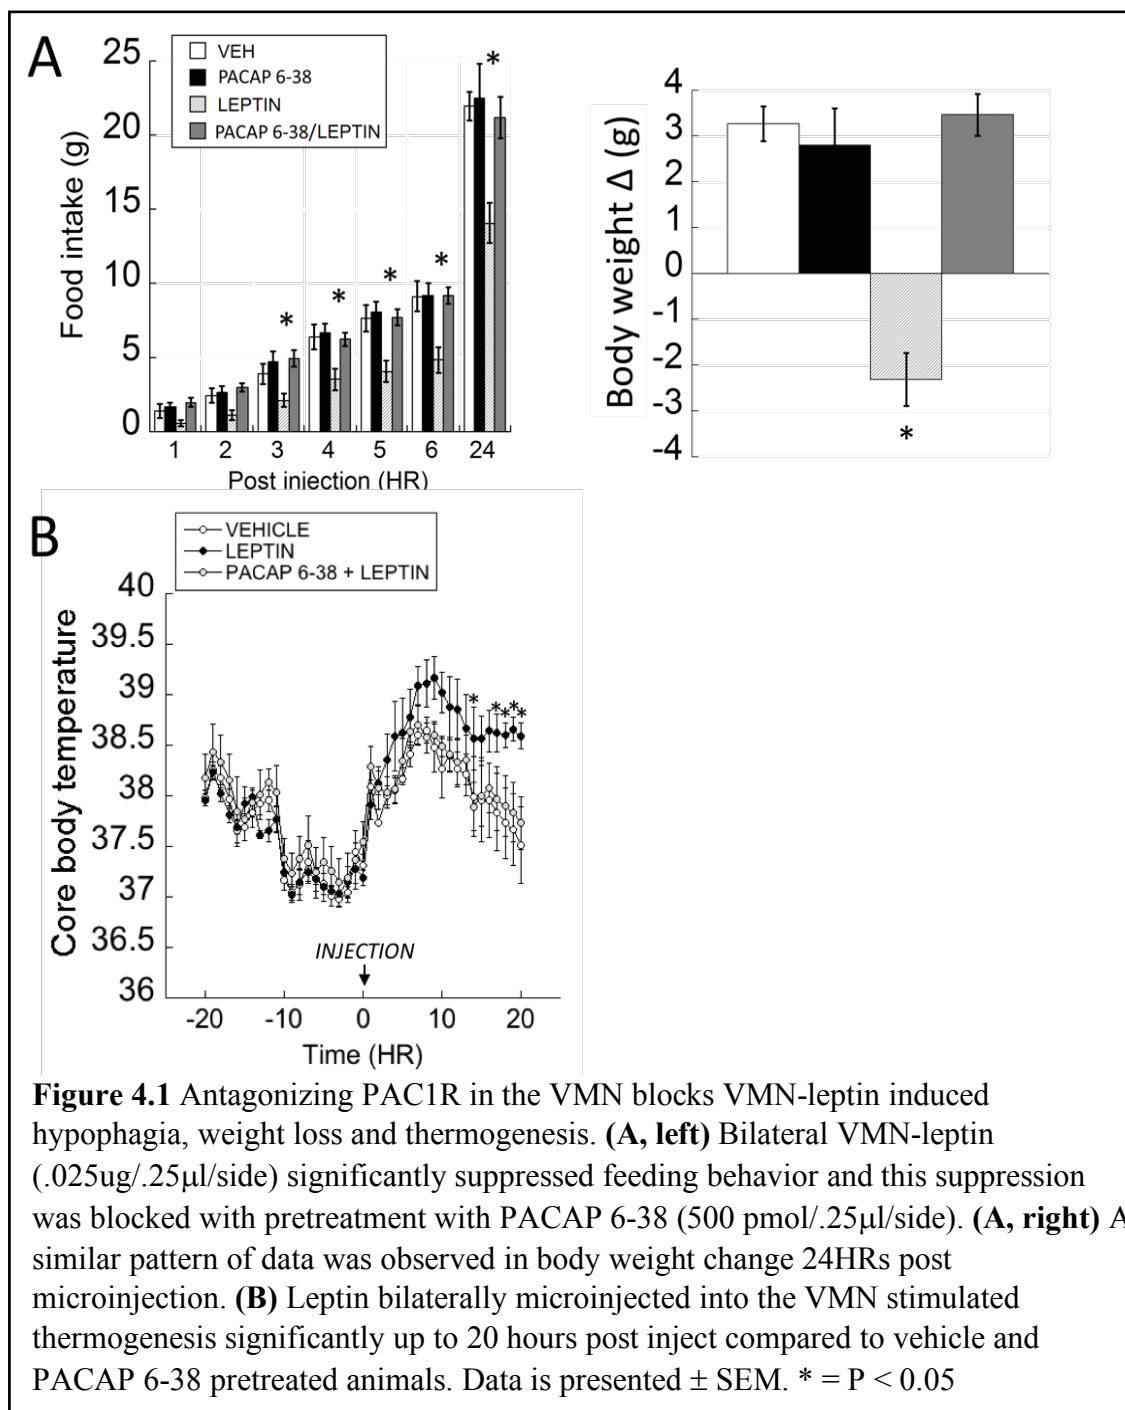 A
VEH
PACAP 6-38
LEPTIN
PACAP 6-38/LEPTIN
Food intake (g)
25
20
15
10
5
0
*
*
*
*
*
1 2 3 4 5 6 24
Post injection (HR)
Body weight Δ (g)
4
3
2
1
0
-1
-2
-3
-4
*
B
VEHICLE
LEPTIN
PACAP 6-38 + LEPTIN
Core body temperature
40
39.5
39
38.5
38
37.5
37
36.5
36
* * * * *
INJECTION
-20 -10 0 10 20
Time (HR)
Figure 4.1 Antagonizing PAC1R in the VMN blocks VMN-leptin induced
hypophagia, weight loss and thermogenesis. (A, left) Bilateral VMN-leptin
(.025ug/.25μl/side) significantly suppressed feeding behavior and this suppression
was blocked with pretreatment with PACAP 6-38 (500 pmol/.25μl/side). (A, right) A
similar pattern of data was observed in body weight change 24HRs post
microinjection. (B) Leptin bilaterally microinjected into the VMN stimulated
thermogenesis significantly up to 20 hours post inject compared to vehicle and
PACAP 6-38 pretreated animals. Data is presented ± SEM. * = P < 0.05